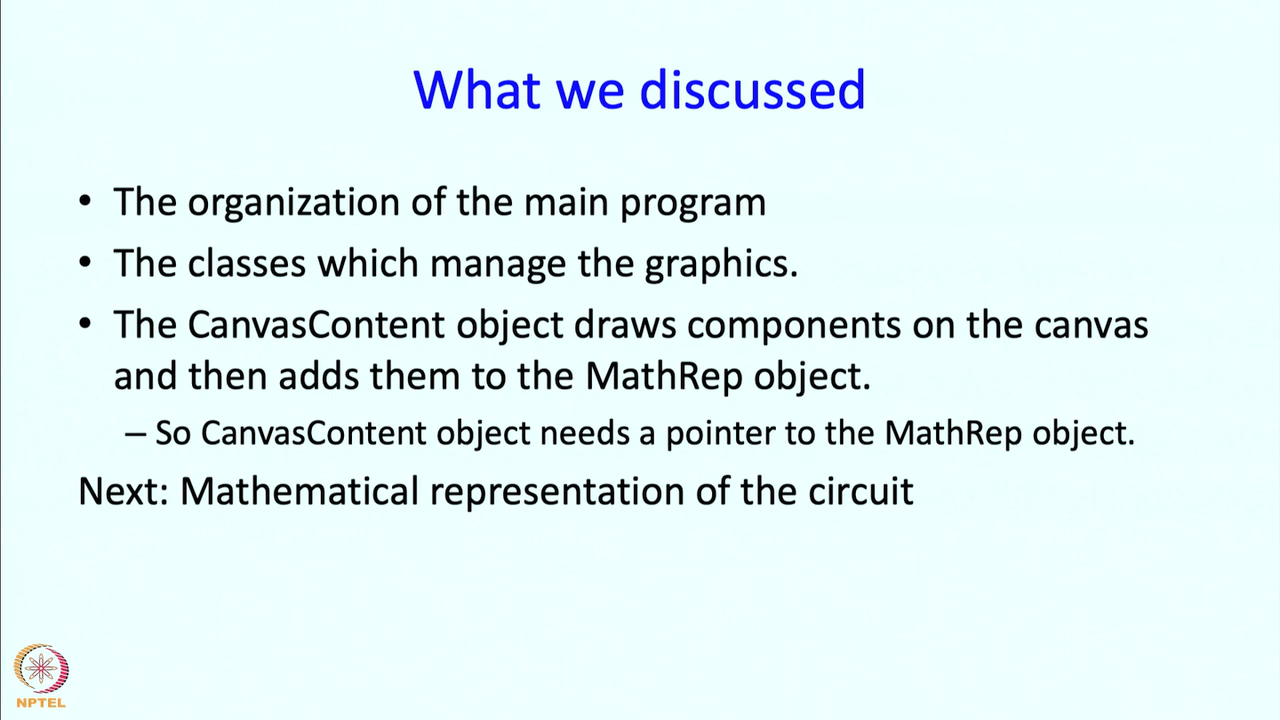 What we discussed
• The organization of the main program
• The classes which manage the graphics.
• The CanvasContent object draws components on the canvas
and then adds them to the MathRep object.
– So CanvasContent object needs a pointer to the MathRep object.
Next: Mathematical representation of the circuit
NPTEL